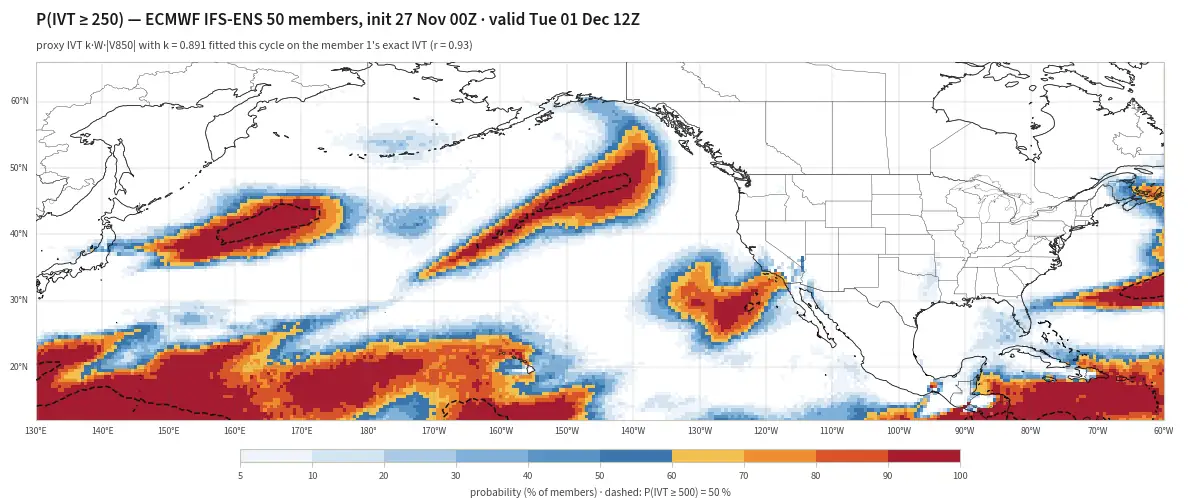 P(IVT ≥ 250) — ECMWF IFS-ENS 50 members, init 27 Nov 00Z · valid Tue 01 Dec 12Z
proxy IVT k·W·|V850| with k = 0.891 fitted this cycle on the member 1's exact IVT (r = 0.93)
60°N
50°N
40°N
30°N
20°N
130°E 140°E 150°E 160°E 170°E 180° 170°W 160°W 150°W 140°W 130°W 120°W 110°W 100°W 90°W 80°W 70°W 60°W
5 10 20 30 40 50 60 70 80 90 100
probability (% of members) · dashed: P(IVT ≥ 500) = 50 %